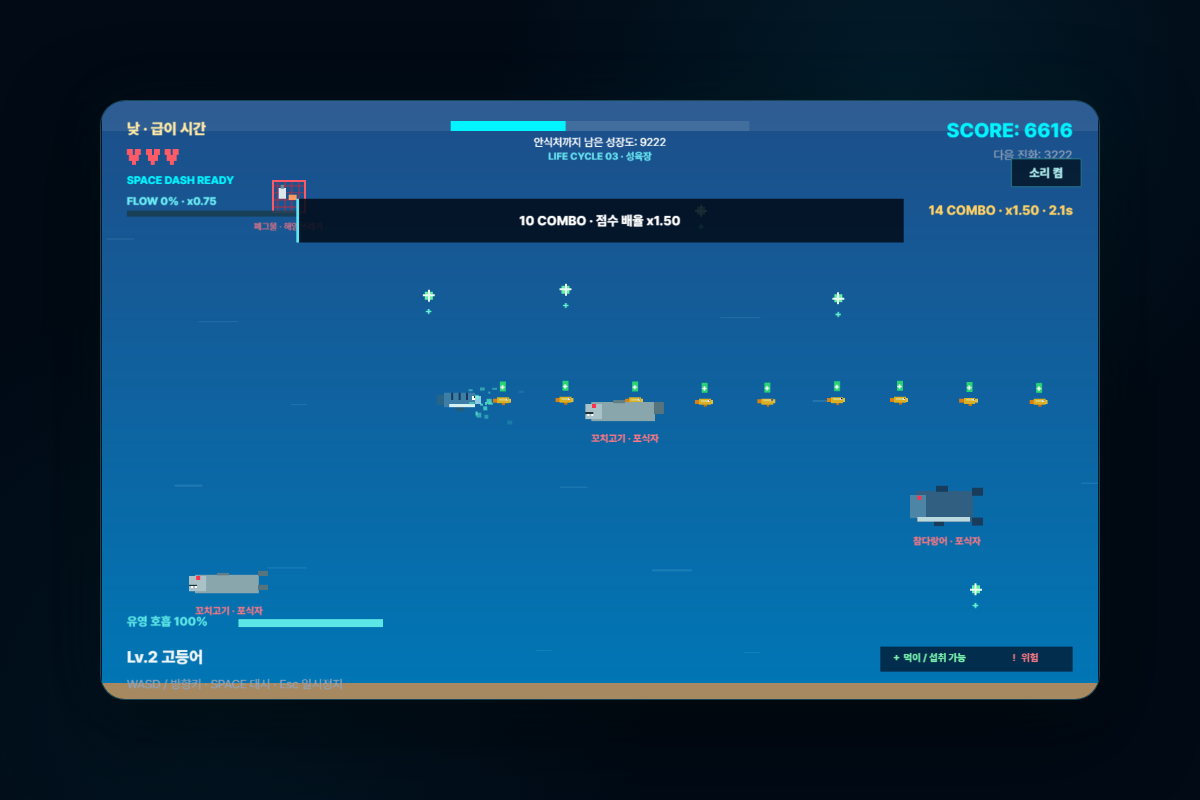 낮 · 급이 시간
안식처까지 남은 성장도: 9222
LIFE CYCLE 03 · 성육장
SCORE: 6616
다음 진화: 3222
소리 켬
SPACE DASH READY
FLOW 0% · x0.75
14 COMBO · x1.50 · 2.1s
10 COMBO · 점수 배율 x1.50
폐그물 ·
꼬치고기 · 포식자
참다랑어 · 포식자
꼬치고기 · 포식자
유영 호흡 100%
Lv.2 고등어
+ 먹이 / 섭취 가능
! 위험
WASD / 방향키 · SPACE 대시 · Esc 일시정지